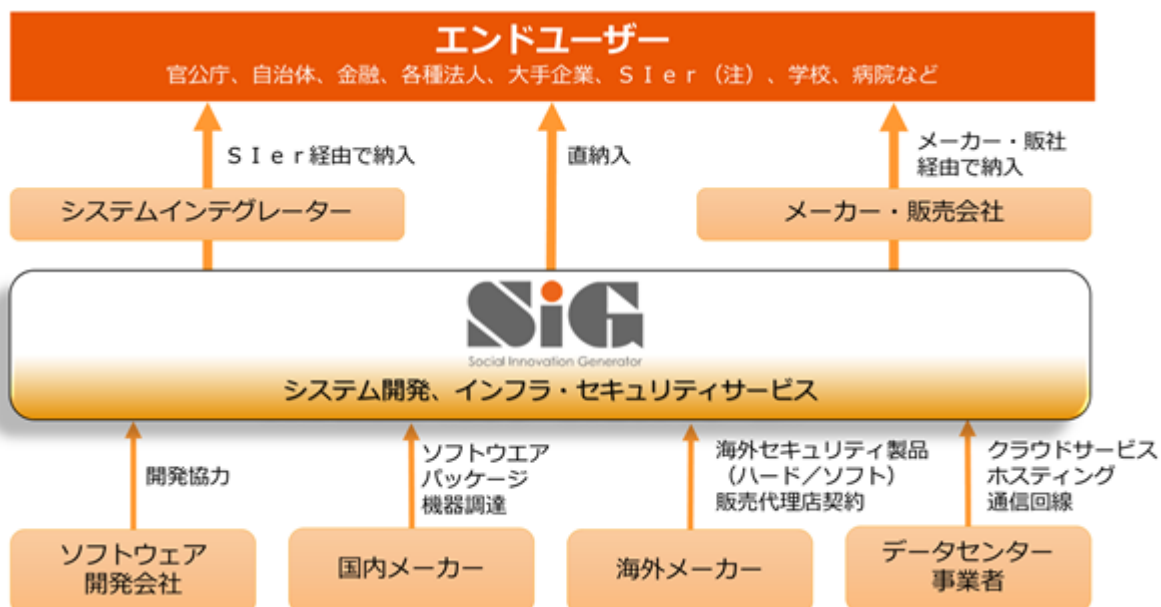 エンドユーザー
官公庁、自治体、金融、各種法人、大手企業、ＳＩｅｒ（注）、学校、病院など
ＳＩｅｒ経由で納入
直納入
メーカー・販社
経由で納入
システムインテグレーター
メーカー・販売会社
SiG
Social Innovation Generator
システム開発、インフラ・セキュリティサービス
開発協力
ソフトウエア
パッケージ
機器調達
海外セキュリティ製品
（ハード／ソフト）
販売代理店契約
クラウドサービス
ホスティング
通信回線
ソフトウェア
開発会社
国内メーカー
海外メーカー
データセンター
事業者